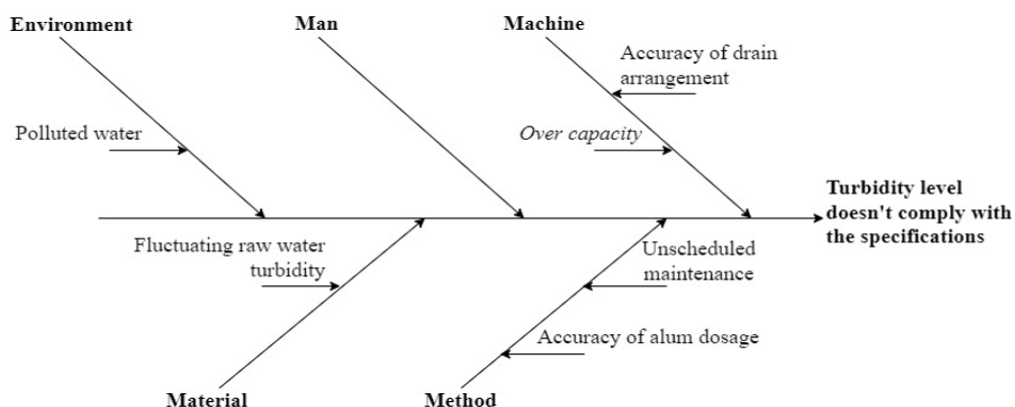 Environment
Man
Machine
Accuracy of drain
arrangement
Polluted water
Over capacity
Turbidity level
doesn't comply with
the specifications
Fluctuating raw water
turbidity
Unscheduled
maintenance
Accuracy of alum dosage
Material
Method